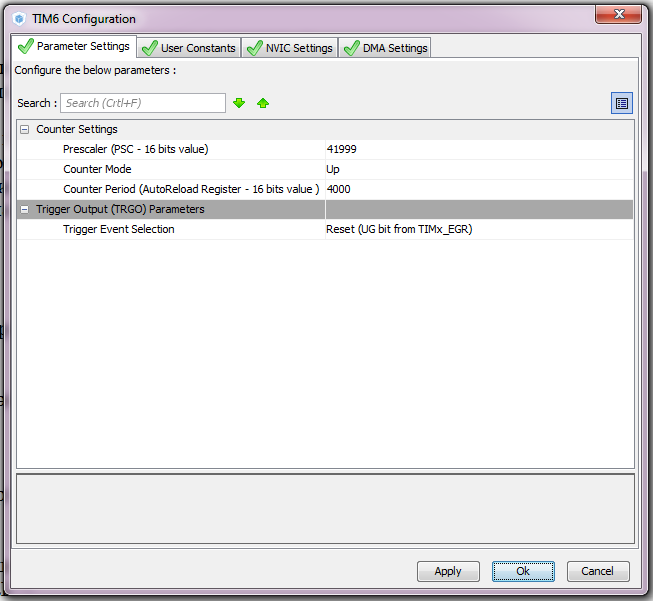 TIM6 Configuration
Parameter Settings User Constants NVIC Settings DMA Settings
Configure the below parameters :
Search : Search (Crtl+F)
Counter Settings
Prescaler (PSC - 16 bits value) 41999
Counter Mode Up
Counter Period (AutoReload Register - 16 bits value ) 4000
Trigger Output (TRGO) Parameters
Trigger Event Selection Reset (UG bit from TIMx_EGR)
Apply Ok Cancel